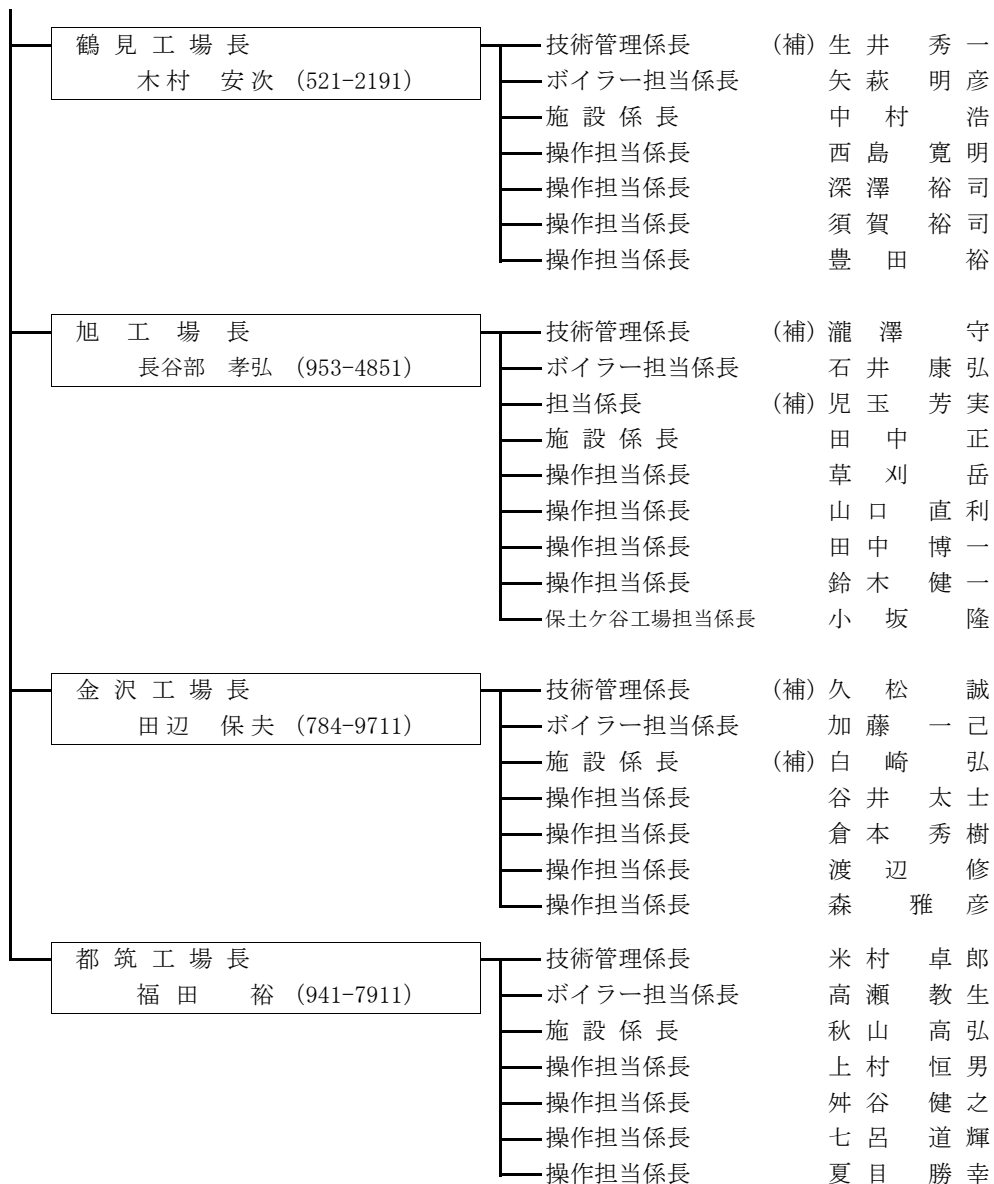 鶴見工場長 技術管理係長 (補) 生井 秀一
木村 安次 (521-2191) ボイラー担当係長 矢萩 明彦
施設係長 中村 浩
操作担当係長 西島 寛明
操作担当係長 深澤 裕司
操作担当係長 須賀 裕司
操作担当係長 豊田 裕
旭工場長 技術管理係長 (補) 瀧澤 守
長谷部 孝弘 (953-4851) ボイラー担当係長 石井 康弘
担当係長 (補) 児玉 芳実
施設係長 田中 正
操作担当係長 草刈 岳
操作担当係長 山口 直利
操作担当係長 田中 博一
操作担当係長 鈴木 健一
保土ケ谷工場担当係長 小坂 隆
金沢工場長 技術管理係長 (補) 久松 誠
田辺 保夫 (784-9711) ボイラー担当係長 加藤 一己
施設係長 (補) 白崎 弘
操作担当係長 谷井 太士
操作担当係長 倉本 秀樹
操作担当係長 渡辺 修
操作担当係長 森 雅彦
都筑工場長 技術管理係長 米村 卓郎
福田 裕 (941-7911) ボイラー担当係長 高瀬 教生
施設係長 秋山 高弘
操作担当係長 上村 恒男
操作担当係長 舛谷 健之
操作担当係長 七呂 道輝
操作担当係長 夏目 勝幸